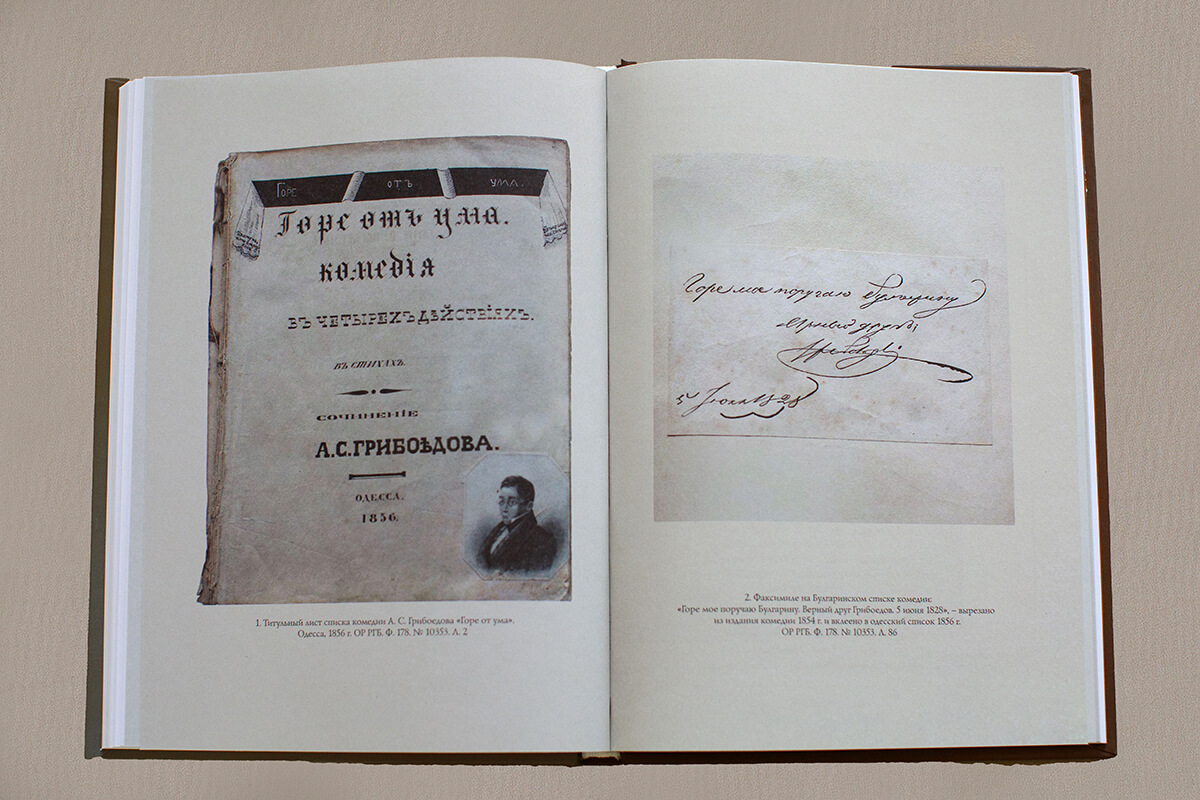 Горе отъ ума.
Горе отъ ума.
комедія
въ четырехъ дѣйствіяхъ.
въ стихахъ.
сочиненіе
А.С.ГРИБОѢДОВА.
ОДЕССА.
1856.
1. Титульный лист списка комедии А. С. Грибоедова «Горе от ума».
Одесса, 1856 г. ОР РГБ. Ф. 178. № 10353. Л. 2
Горе мое поручаю Булгарину
Верный другъ
Грибоедовъ
5 Июня 1828
2. Факсимиле на Булгаринском списке комедии:
«Горе мое поручаю Булгарину. Верный друг Грибоедов. 5 июня 1828», – вырезано
из издания комедии 1854 г. и вклеено в одесский список 1856 г.
ОР РГБ. Ф. 178. № 10353. Л. 86